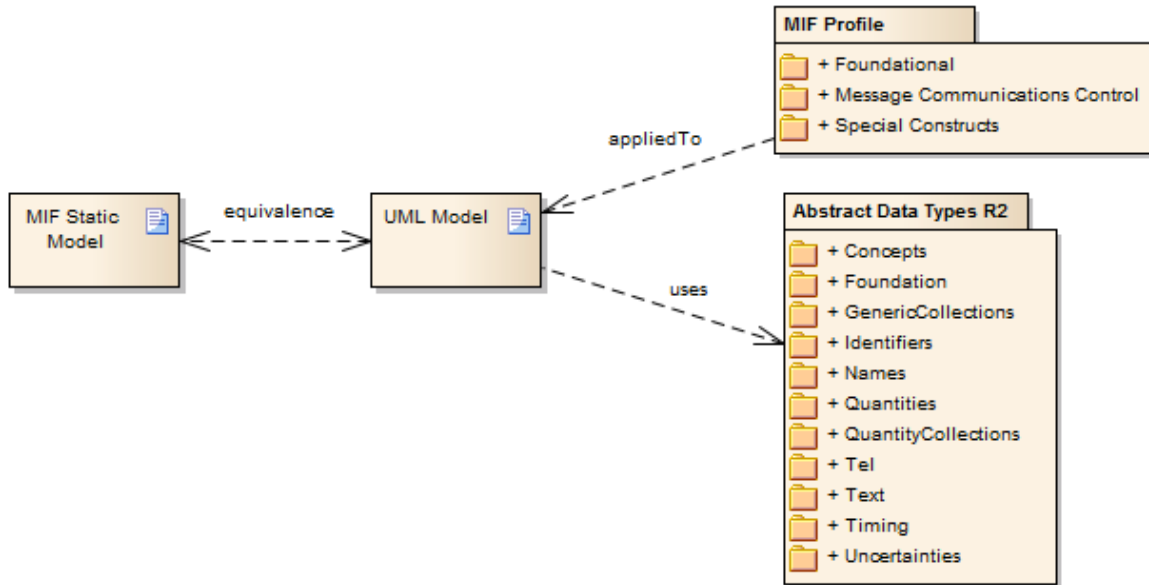 MIF Profile
+ Foundational
+ Message Communications Control
+ Special Constructs
appliedTo
MIF Static
Model
equivalence
UML Model
uses
Abstract Data Types R2
+ Concepts
+ Foundation
+ GenericCollections
+ Identifiers
+ Names
+ Quantities
+ QuantityCollections
+ Tel
+ Text
+ Timing
+ Uncertainties